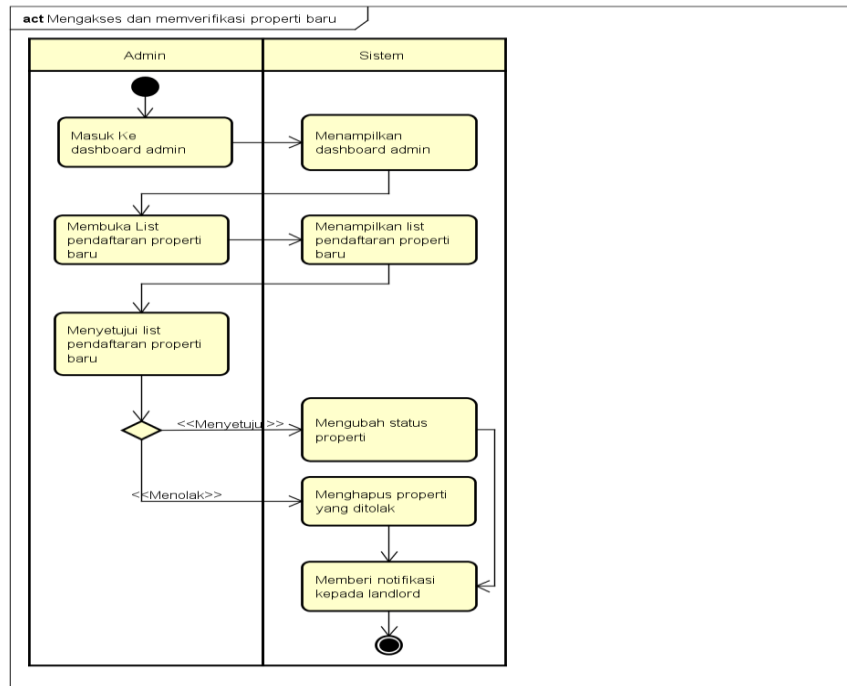 act Mengakses dan memverifikasi properti baru
Admin
Sistem
Masuk Ke
dashboard admin
Menampilkan
dashboard admin
Membuka List
pendaftaran properti
baru
Menampilkan list
pendaftaran properti
baru
Menyetujui list
pendaftaran properti
baru
<<Menyetuju >>
Mengubah status
properti
<<Menolak>>
Menghapus properti
yang ditolak
Memberi notifikasi
kepada landlord